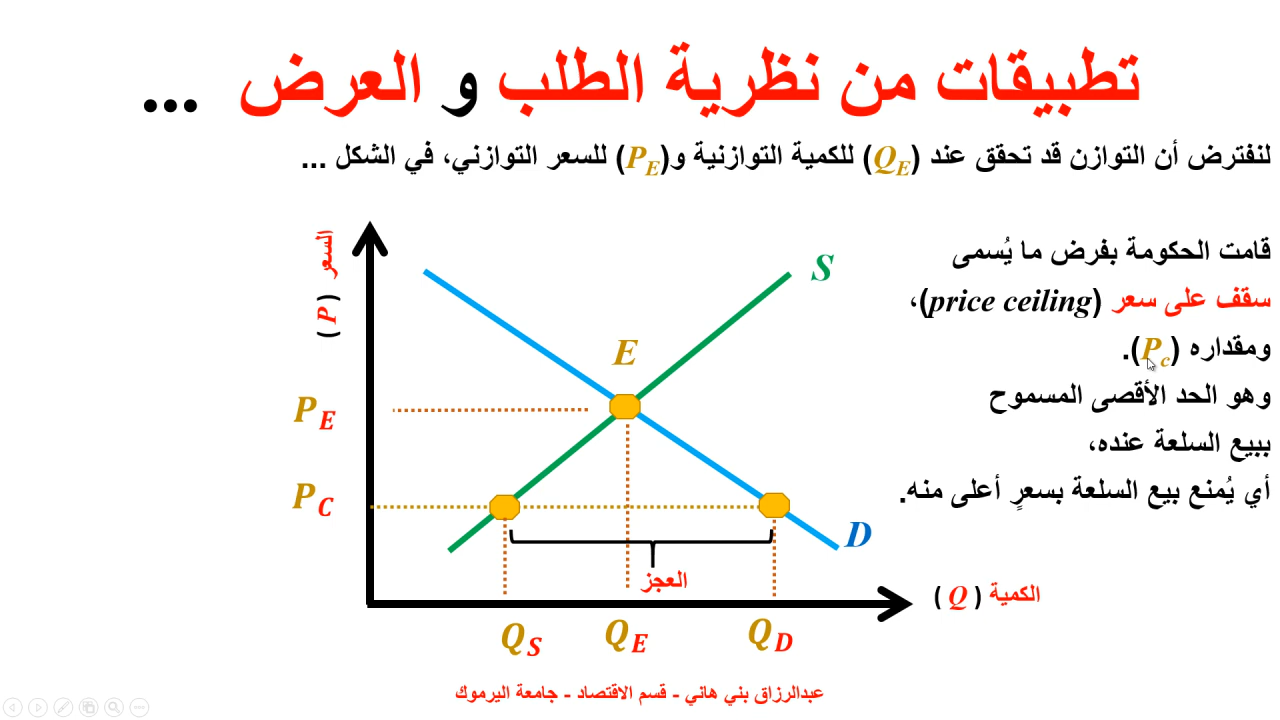 تطبيقات من نظرية الطلب و العرض ...
لنفترض أن التوازن قد تحقق عند (QE) للكمية التوازنية و(PE) للسعر التوازني، في الشكل ...
قامت الحكومة بفرض ما يُسمى
سقف على سعر (price ceiling)،
ومقداره (Pc).
وهو الحد الأقصى المسموح
ببيع السلعة عنده،
أي يُمنع بيع السلعة بسعرٍ أعلى منه.
السعر ( P )
S
E
PE
PC
D
العجز
الكمية ( Q )
QS
QE
QD
عبدالرزاق بني هاني - قسم الاقتصاد - جامعة اليرموك